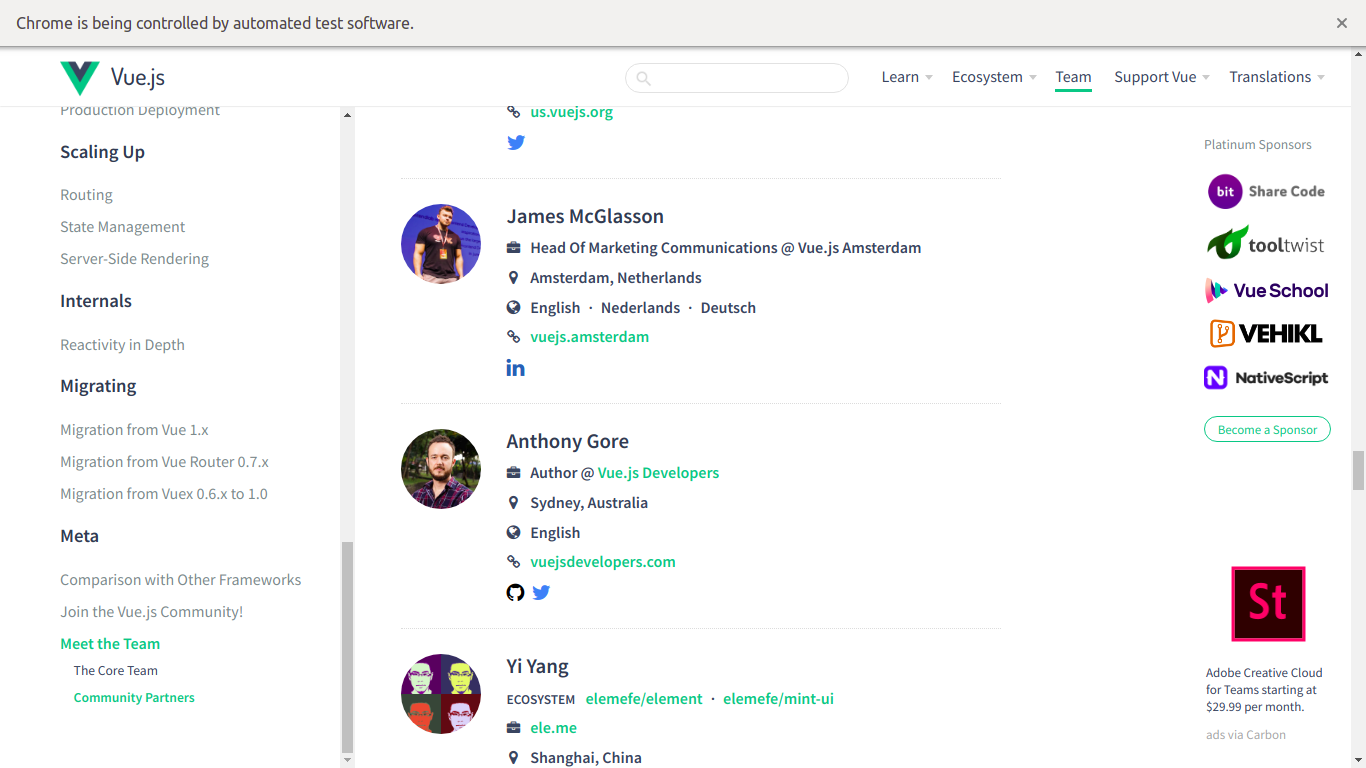 Chrome is being controlled by automated test software.
Vue.js
Learn
Ecosystem
Team
Support Vue
Translations
Production Deployment
Scaling Up
Routing
State Management
Server-Side Rendering
Internals
Reactivity in Depth
Migrating
Migration from Vue 1.x
Migration from Vue Router 0.7.x
Migration from Vuex 0.6.x to 1.0
Meta
Comparison with Other Frameworks
Join the Vue.js Community!
Meet the Team
The Core Team
Community Partners
us.vuejs.org
James McGlasson
Head Of Marketing Communications @ Vue.js Amsterdam
Amsterdam, Netherlands
English · Nederlands · Deutsch
vuejs.amsterdam
in
Anthony Gore
Author @ Vue.js Developers
Sydney, Australia
English
vuejsdevelopers.com
Yi Yang
ECOSYSTEM elemefe/element · elemefe/mint-ui
ele.me
Shanghai, China
Platinum Sponsors
bit Share Code
tooltwist
Vue School
VEHIKL
N NativeScript
Become a Sponsor
St
Adobe Creative Cloud
for Teams starting at
$29.99 per month.
ads via Carbon